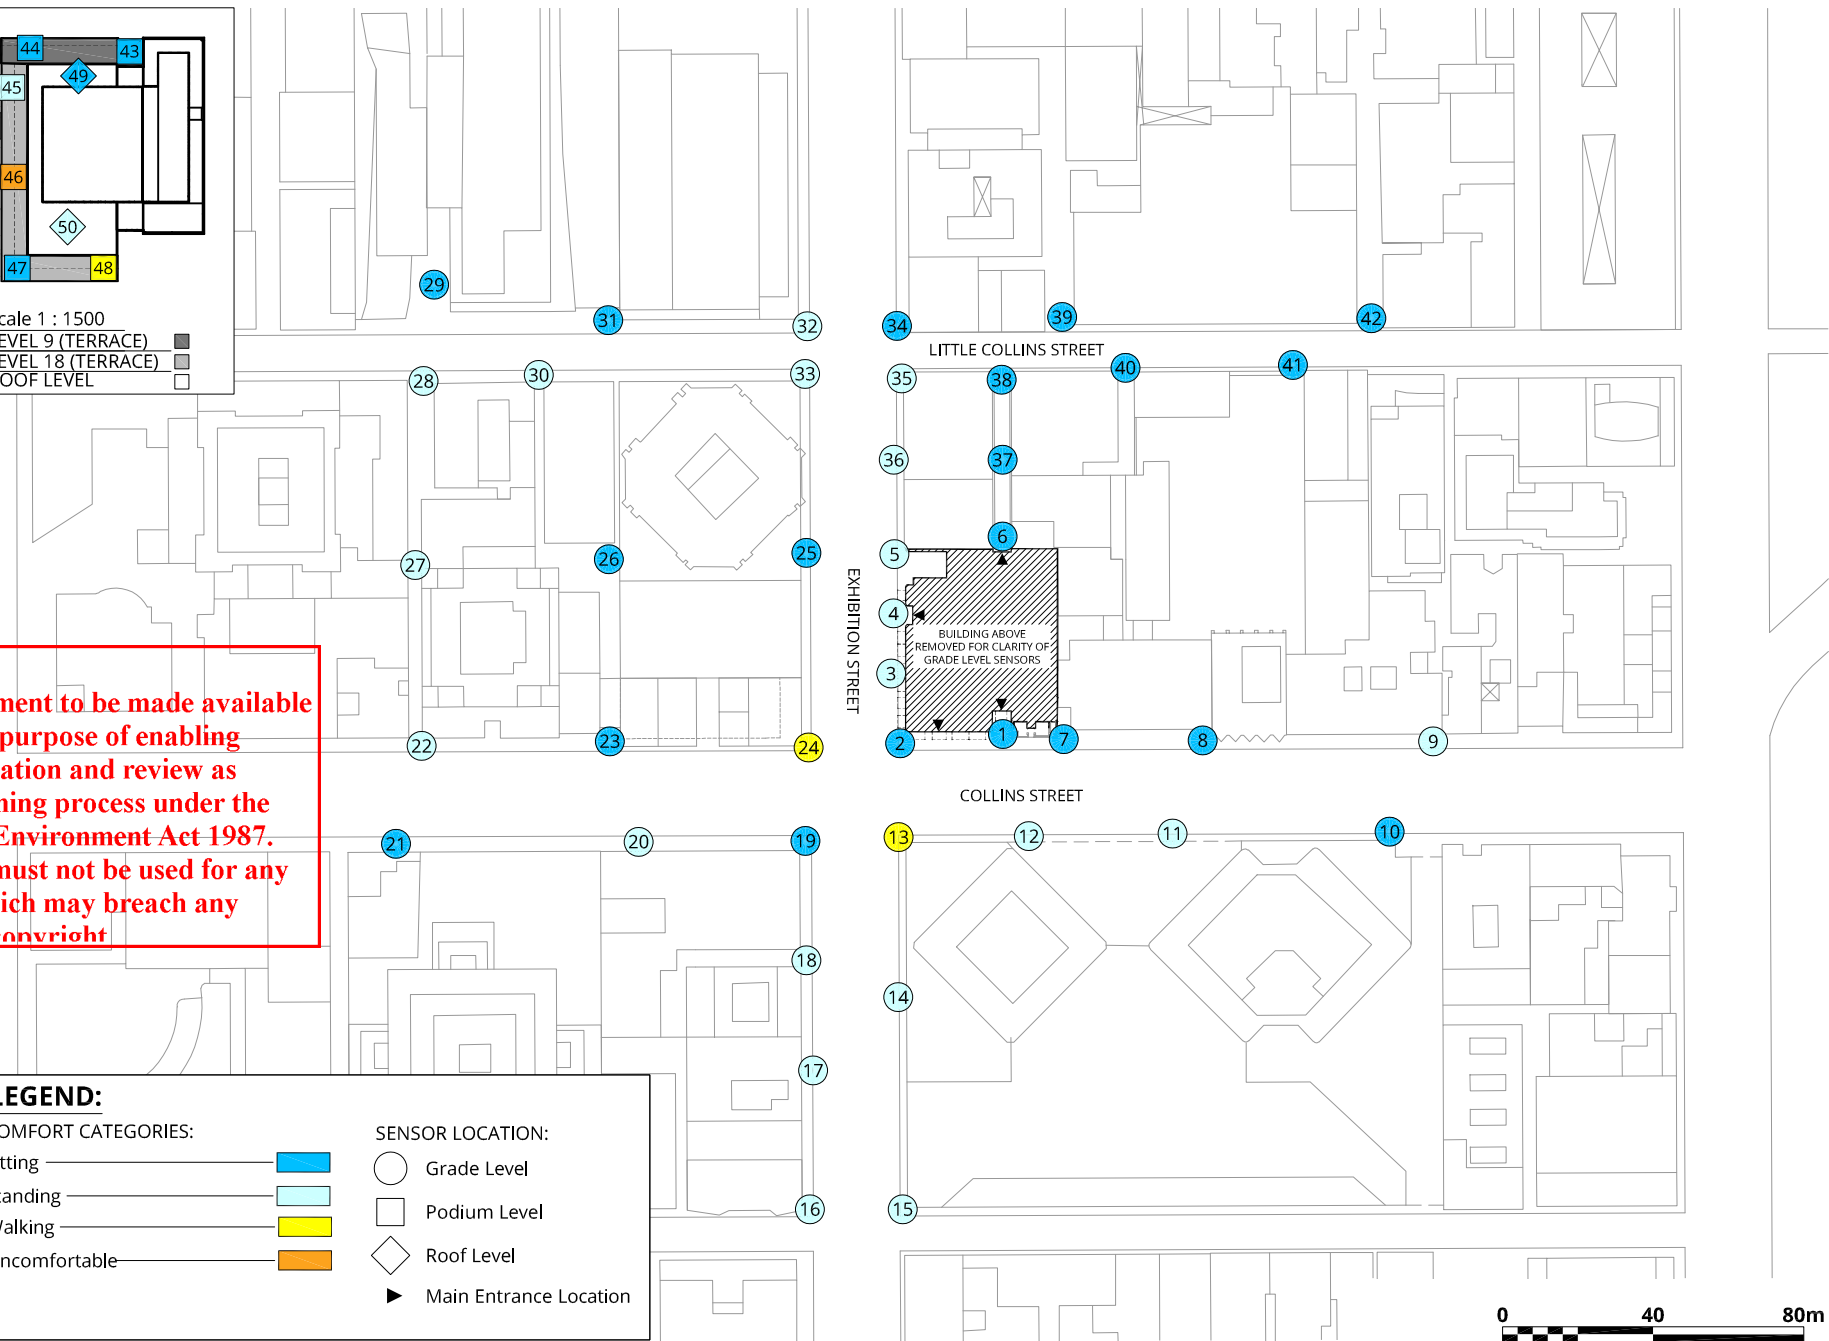 44
43
49
45
46
50
47
48
cale 1 : 1500
EVEL 9 (TERRACE)
EVEL 18 (TERRACE)
OOF LEVEL
29
31
32
34
39
42
LITTLE COLLINS STREET
28
30
33
35
38
40
41
36
37
27
26
25
5
6
4
3
EXHIBITION STREET
BUILDING ABOVE
REMOVED FOR CLARITY OF
GRADE LEVEL SENSORS
22
23
24
2
1
7
8
9
COLLINS STREET
ment to be made available
purpose of enabling
ation and review as
ning process under the
Environment Act 1987.
must not be used for any
ich may breach any
copyright
21
20
19
13
12
11
10
18
14
17
16
15
LEGEND:
OMFORT CATEGORIES:
tting
tanding
Walking
ncomfortable
SENSOR LOCATION:
Grade Level
Podium Level
Roof Level
Main Entrance Location
0 40 80m